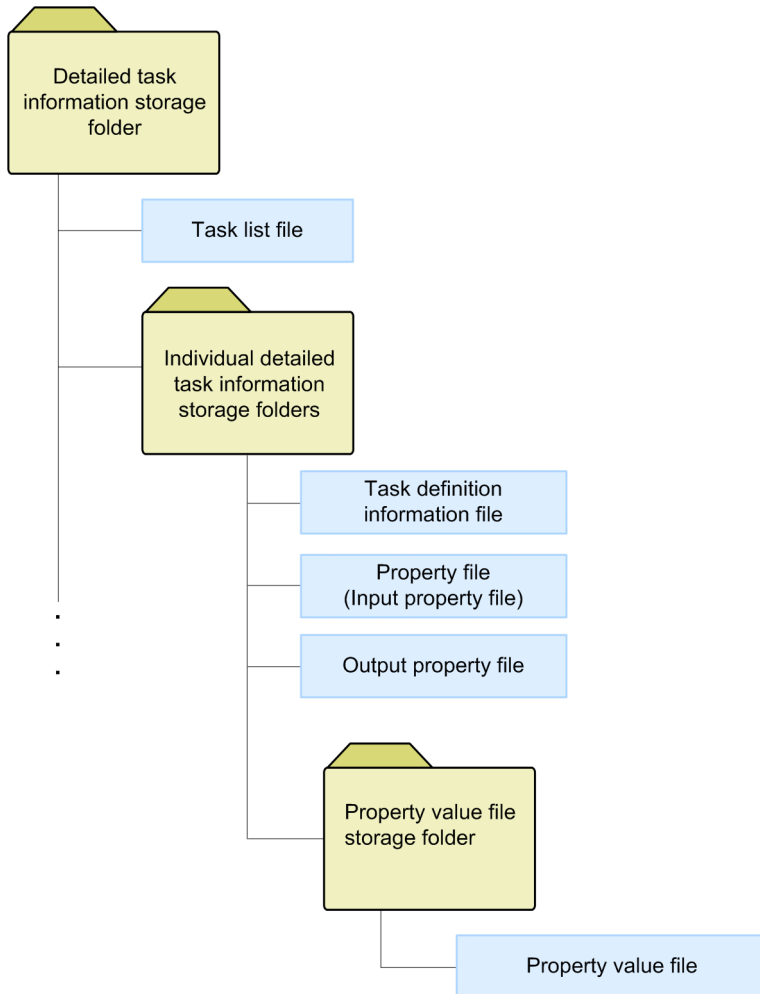 Detailed task
information storage
folder
Task list file
Individual detailed
task information
storage folders
Task definition
information file
Property file
(Input property file)
Output property file
Property value file
storage folder
Property value file